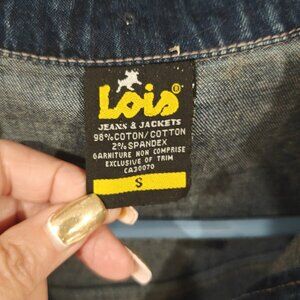 Lois®
JEANS & JACKETS
98% COTON/COTTON
2% SPANDEX
GARNITURE NON COMPRISE
EXCLUSIVE OF TRIM
CA30070
S